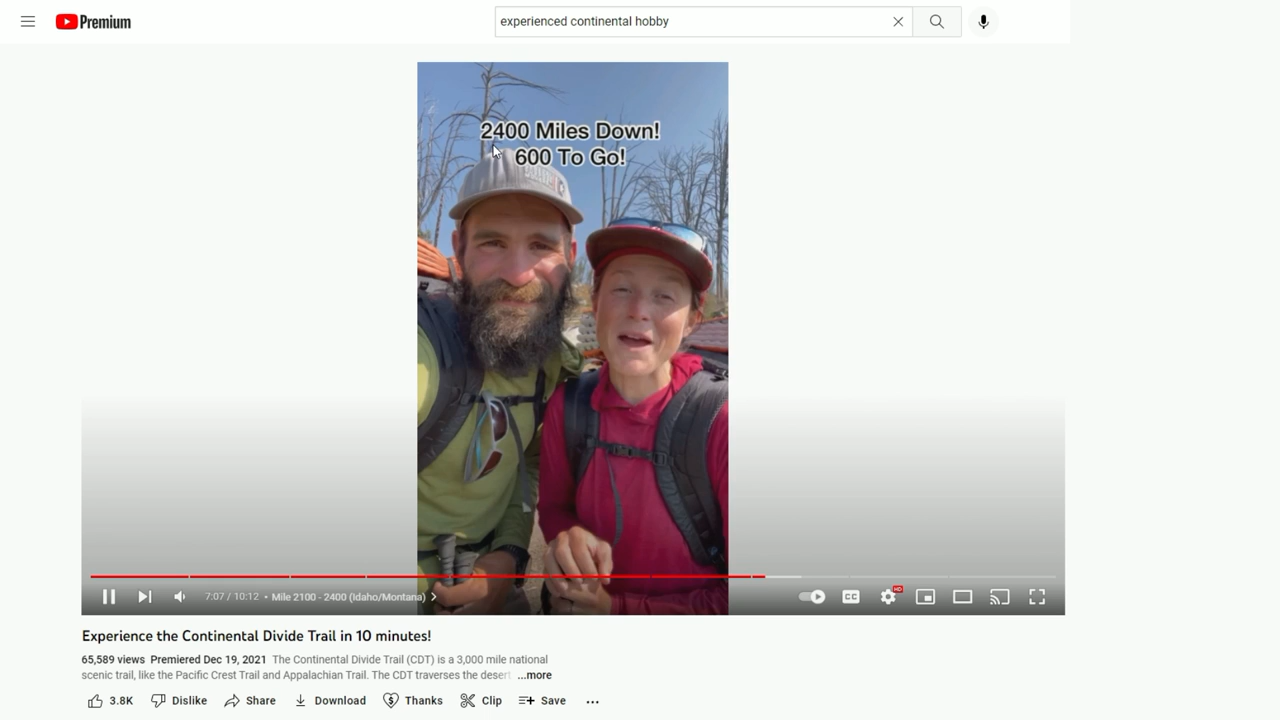 Premium
experienced continental hobby
2400 Miles Down!
600 To Go!
7:07 / 10:12 • Mile 2100 - 2400 (Idaho/Montana)
CC
HD
Experience the Continental Divide Trail in 10 minutes!
65,589 views Premiered Dec 19, 2021 The Continental Divide Trail (CDT) is a 3,000 mile national
scenic trail, like the Pacific Crest Trail and Appalachian Trail. The CDT traverses the desert ...more
3.8K Dislike Share Download Thanks Clip Save